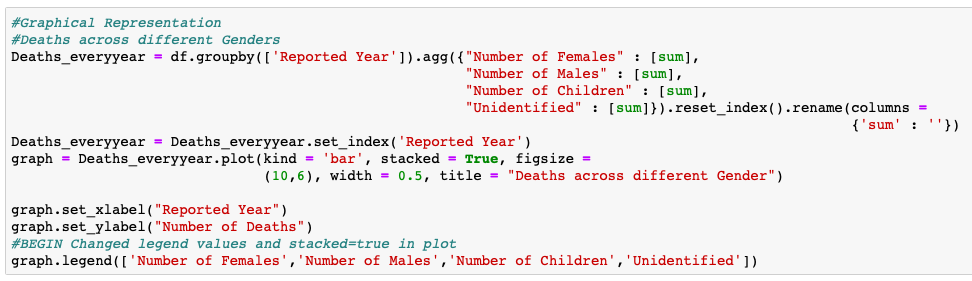 #Graphical Representation
#Deaths across different Genders
Deaths_everyyear = df.groupby(['Reported Year']).agg({"Number of Females" : [sum],
"Number of Males" : [sum],
"Number of Children" : [sum],
"Unidentified" : [sum]}).reset_index().rename(columns =
{'sum' : ''})
Deaths_everyyear = Deaths_everyyear.set_index('Reported Year')
graph = Deaths_everyyear.plot(kind = 'bar', stacked = True, figsize =
(10,6), width = 0.5, title = "Deaths across different Gender")
graph.set_xlabel("Reported Year")
graph.set_ylabel("Number of Deaths")
#BEGIN Changed legend values and stacked=true in plot
graph.legend(['Number of Females','Number of Males','Number of Children','Unidentified'])